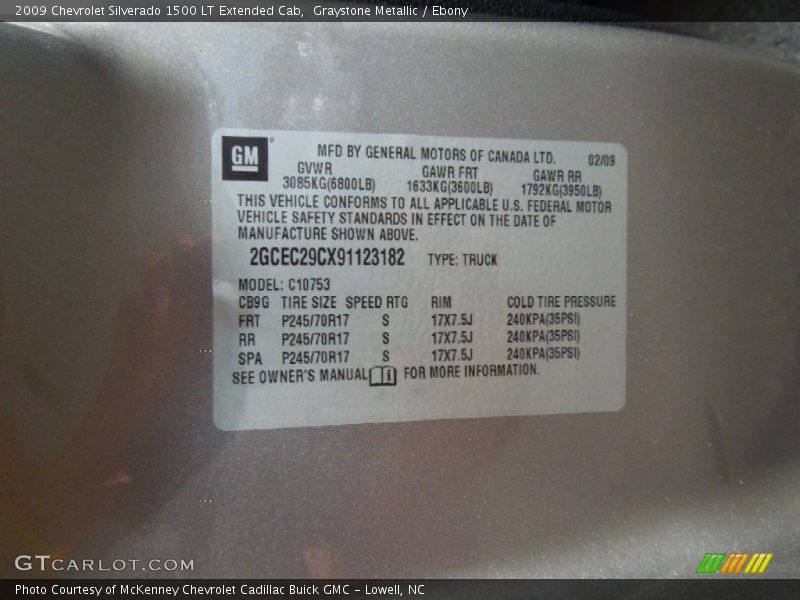 2009 Chevrolet Silverado 1500 LT Extended Cab, Graystone Metallic / Ebony
GM
MFD BY GENERAL MOTORS OF CANADA LTD. 02/09
GVWR GAWR FRT GAWR RR
3085KG(6800LB) 1633KG(3600LB) 1792KG(3950LB)
THIS VEHICLE CONFORMS TO ALL APPLICABLE U.S. FEDERAL MOTOR
VEHICLE SAFETY STANDARDS IN EFFECT ON THE DATE OF
MANUFACTURE SHOWN ABOVE.
2GCEC29CX91123182 TYPE: TRUCK
MODEL: C10753
CB9G TIRE SIZE SPEED RTG RIM COLD TIRE PRESSURE
FRT P245/70R17 S 17X7.5J 240KPA(35PSI)
RR P245/70R17 S 17X7.5J 240KPA(35PSI)
SPA P245/70R17 S 17X7.5J 240KPA(35PSI)
SEE OWNER'S MANUAL FOR MORE INFORMATION.
GTCARLOT.COM
Photo Courtesy of McKenney Chevrolet Cadillac Buick GMC - Lowell, NC